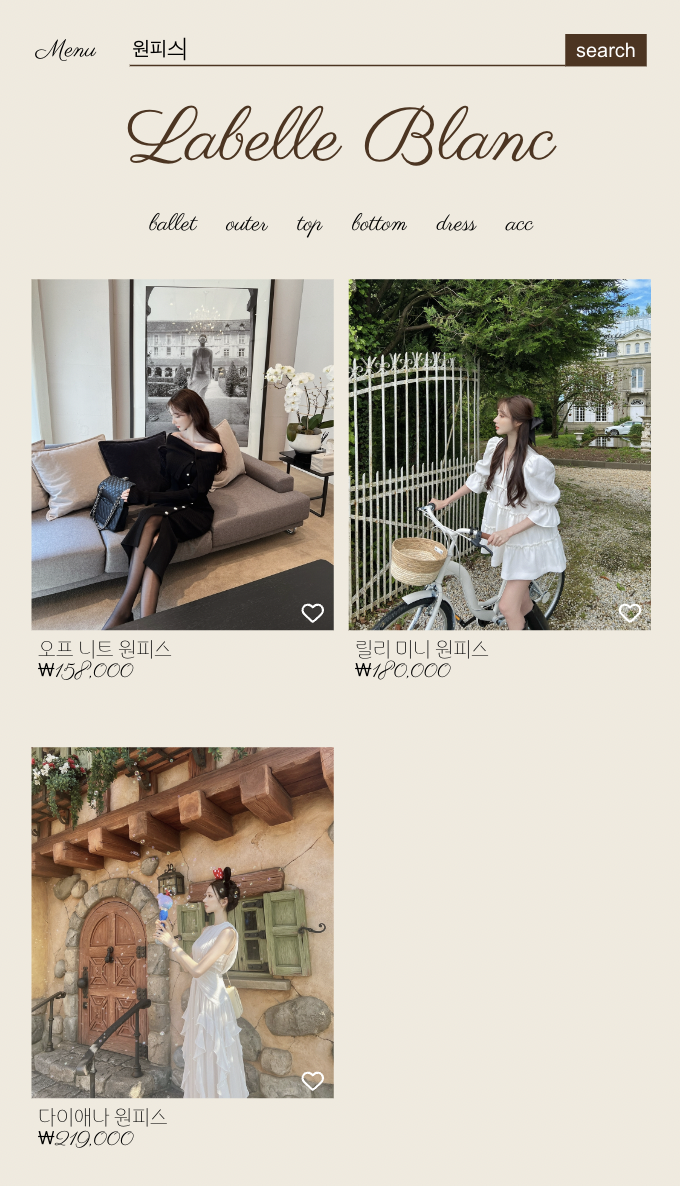 Menu
원피식
search
Labelle Blanc
ballet outer top bottom dress acc
오프 니트 원피스
₩158,000
릴리 미니 원피스
₩180,000
다이애나 원피스
₩219,000